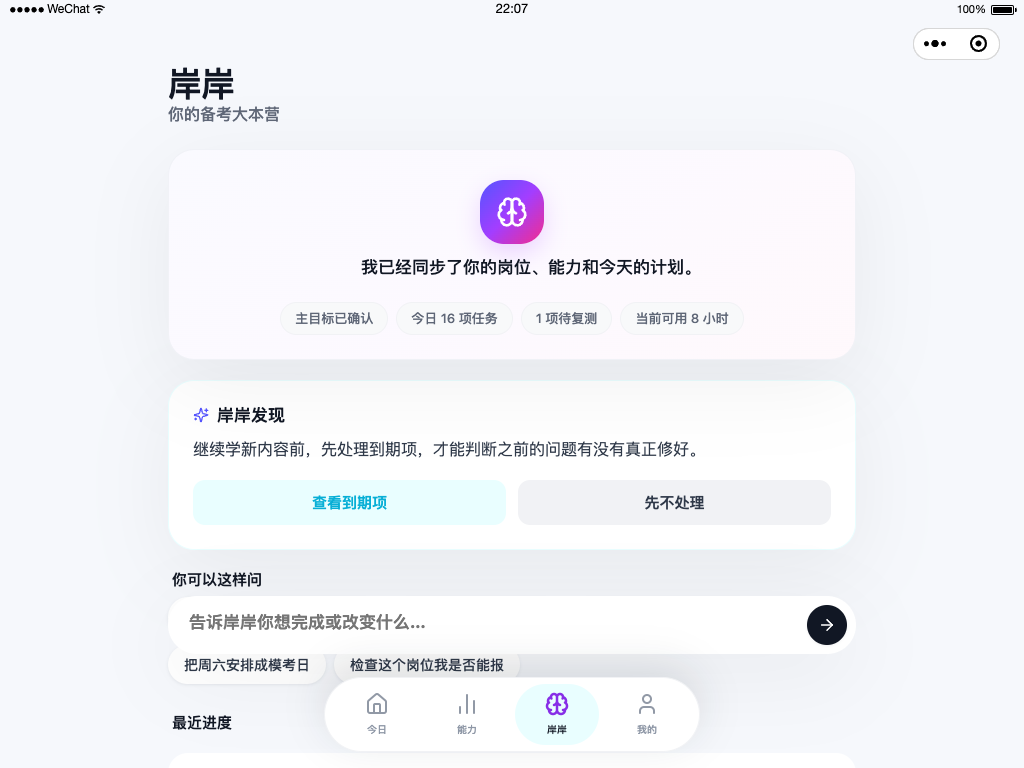 WeChat 22:07 100%
岸岸
你的备考大本营
我已经同步了你的岗位、能力和今天的计划。
主目标已确认 今日 16 项任务 1 项待复测 当前可用 8 小时
岸岸发现
继续学新内容前，先处理到期项，才能判断之前的问题有没有真正修好。
查看到期项 先不处理
你可以这样问
告诉岸岸你想完成或改变什么...
把周六安排成模考日 检查这个岗位我是否能报
最近进度
今日 能力 岸岸 我的